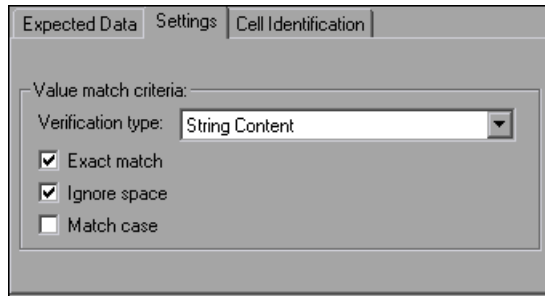 Expected Data Settings Cell Identification
Value match criteria:
Verification type: String Content
Exact match
Ignore space
Match case